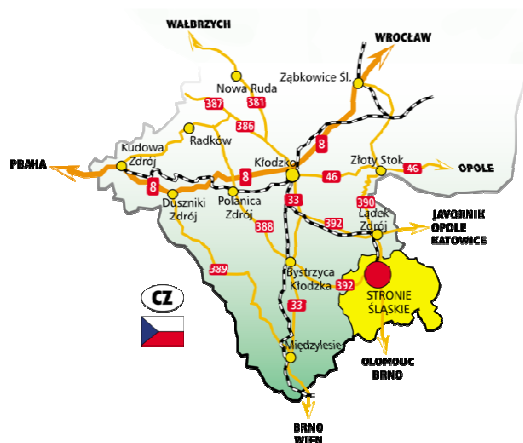 WAŁBRZYCH
WROCŁAW
Nowa Ruda
Ząbkowice Śl.
387
381
386
Radków
Kudowa
Zdrój
8
Kłodzko
Złoty Stok
PRAHA
8
8
46
46
OPOLE
Duszniki
Zdrój
Polanica
Zdrój
33
390
392
Lądek
Zdrój
JAVORNIK
OPOLE
KATOWICE
388
389
Bystrzyca
Kłodzka
392
STRONIE
ŚLĄSKIE
CZ
33
Międzylesie
OLOMOUC
BRNO
BRNO
WIEN